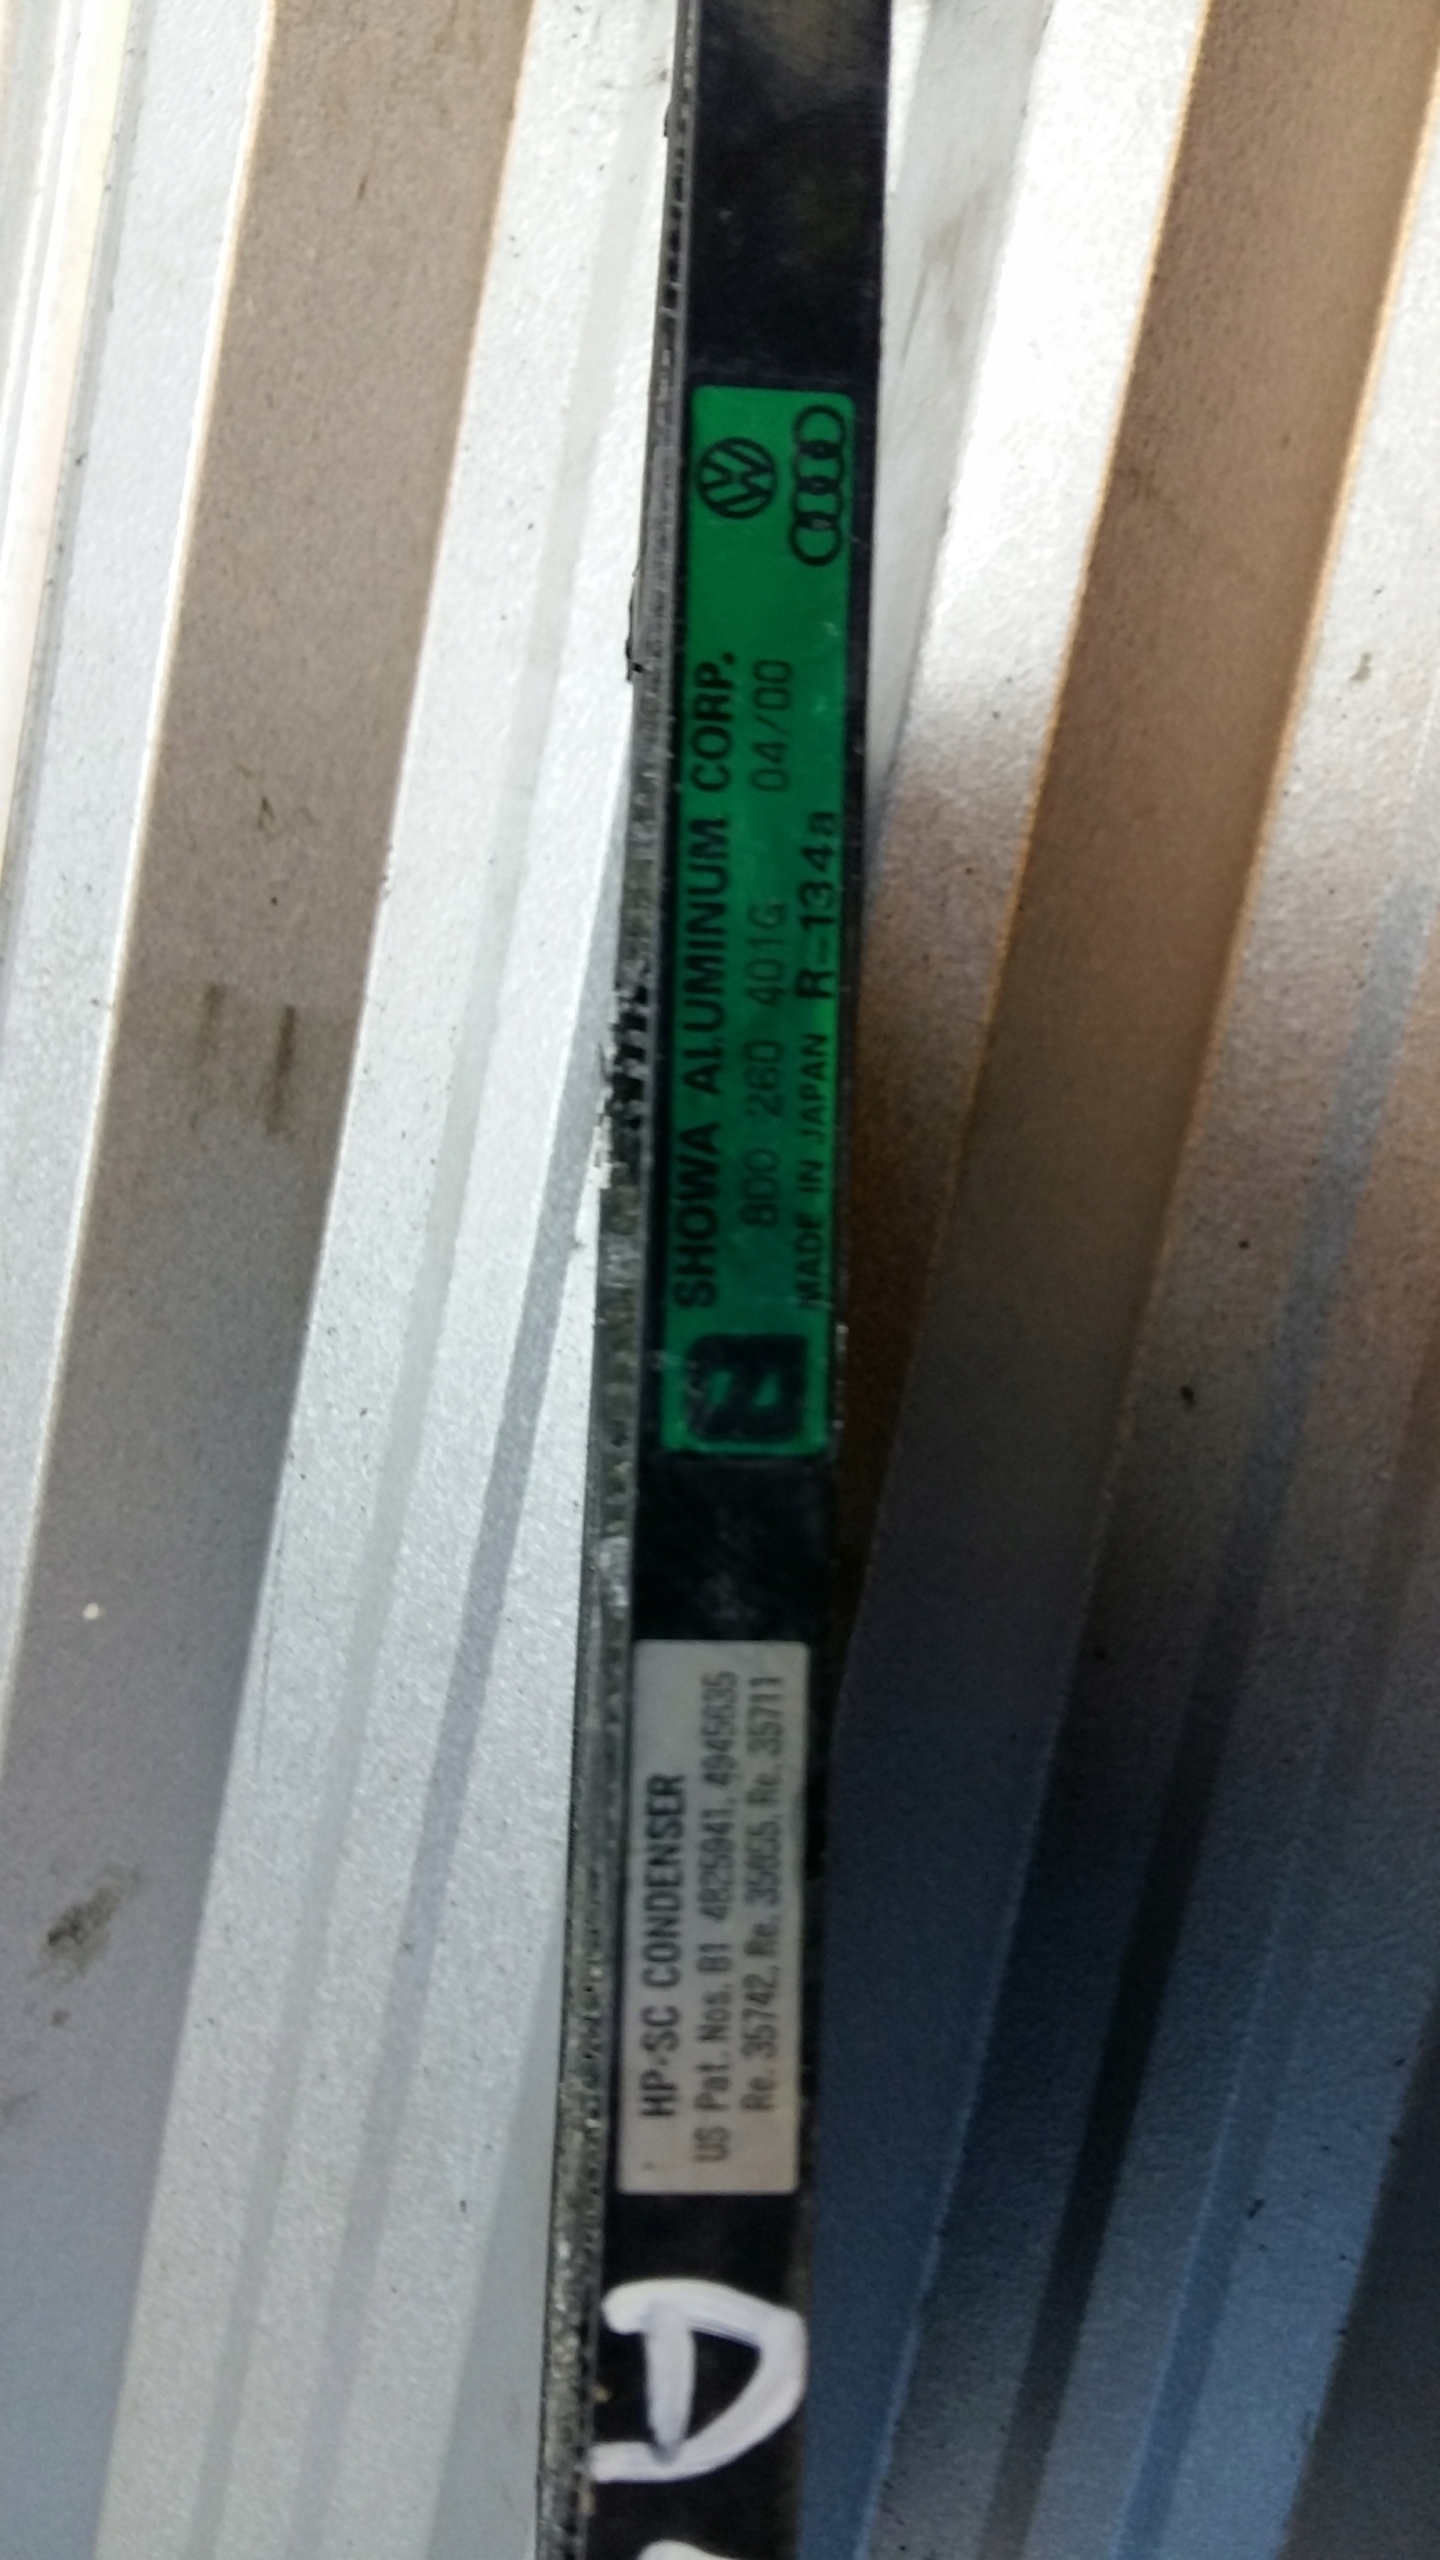 SHOWA ALUMINUM CORP.
8D0 260 401G 04/00
MADE IN JAPAN R-134a
HP-SC CONDENSER
US Pat. Nos. B1 4825941, 4945635
Re. 35742, Re. 35655, Re. 35711
A